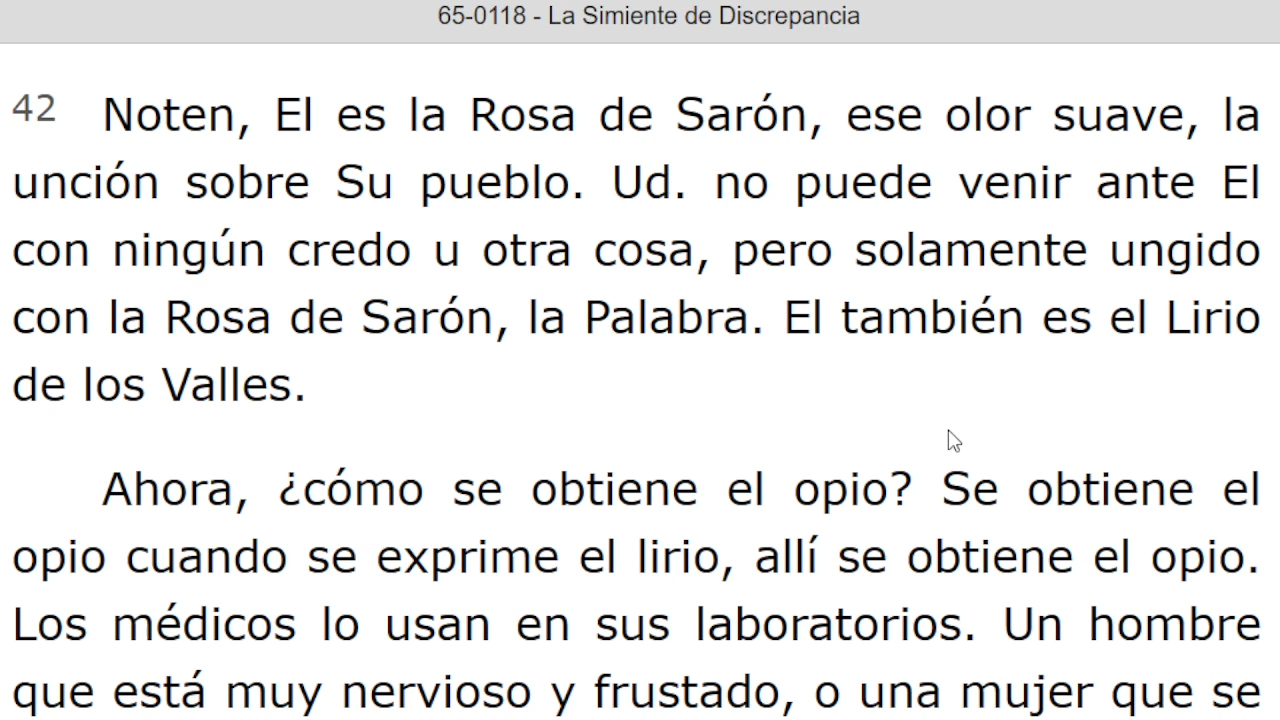 65-0118 - La Simiente de Discrepancia
42 Noten, El es la Rosa de Sarón, ese olor suave, la
unción sobre Su pueblo. Ud. no puede venir ante El
con ningún credo u otra cosa, pero solamente ungido
con la Rosa de Sarón, la Palabra. El también es el Lirio
de los Valles.
Ahora, ¿cómo se obtiene el opio? Se obtiene el
opio cuando se exprime el lirio, allí se obtiene el opio.
Los médicos lo usan en sus laboratorios. Un hombre
que está muy nervioso y frustado, o una mujer que se